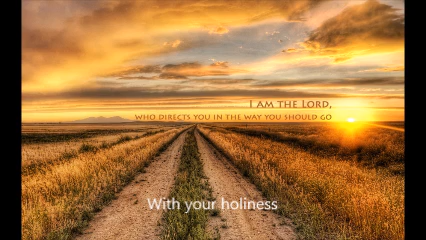 I am the Lord,
who directs you in the way you should go
With your holiness